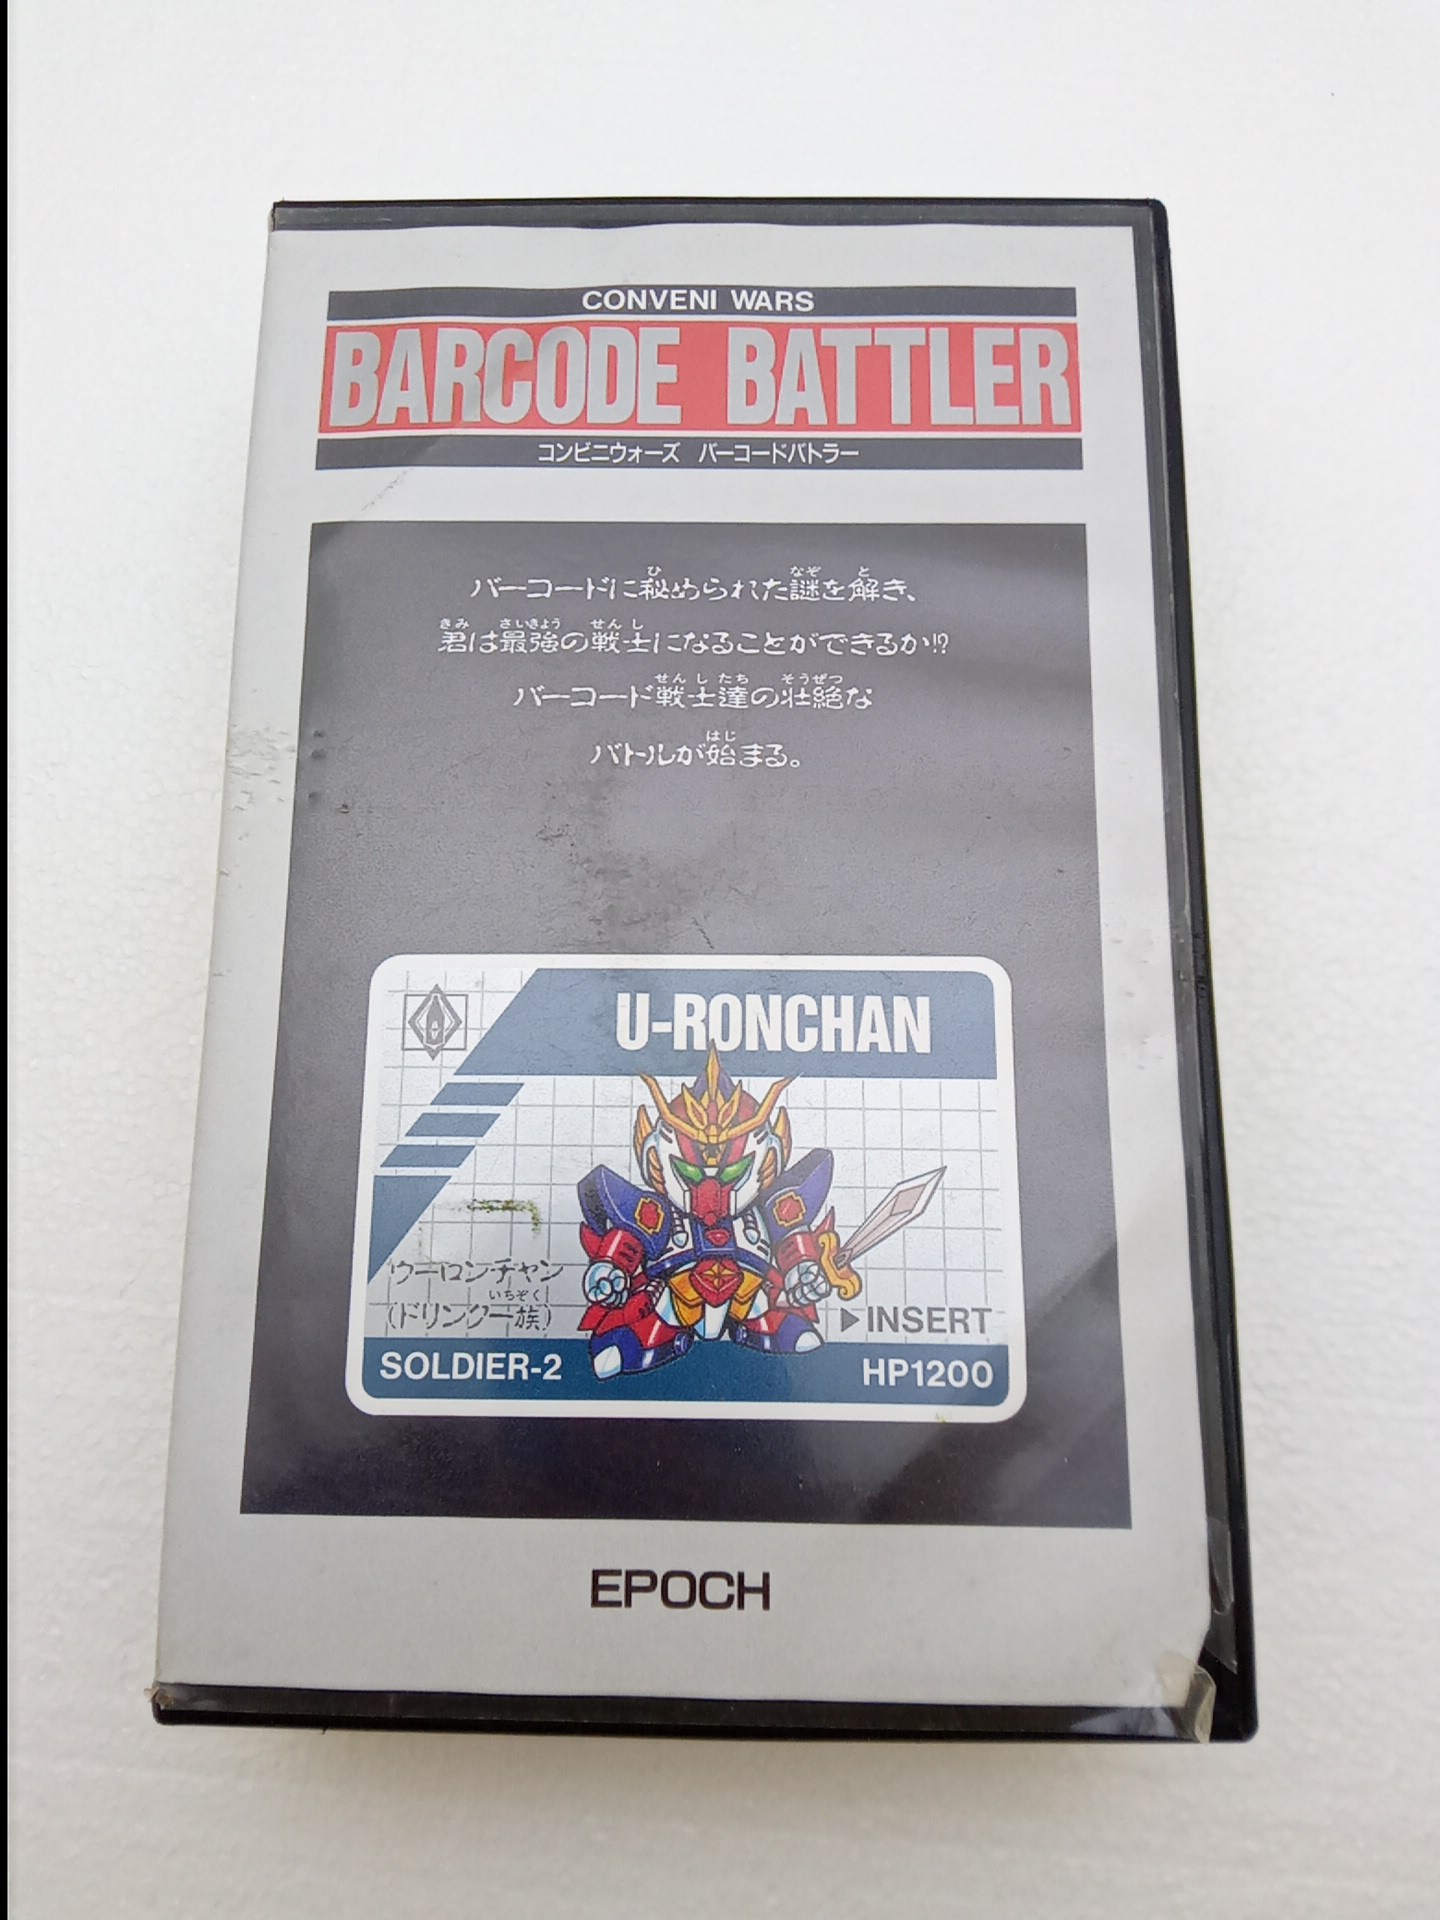 CONVENI WARS
BARCODE BATTLER
コンビニウォーズ バーコードバトラー
バーコードに秘められた謎を解き、
君は最強の戦士になることができるか!?
バーコード戦士達の壮絶な
バトルが始まる。
U-RONCHAN
ウーロンチャン
(ドリンク一族)
▶INSERT
SOLDIER-2
HP1200
EPOCH